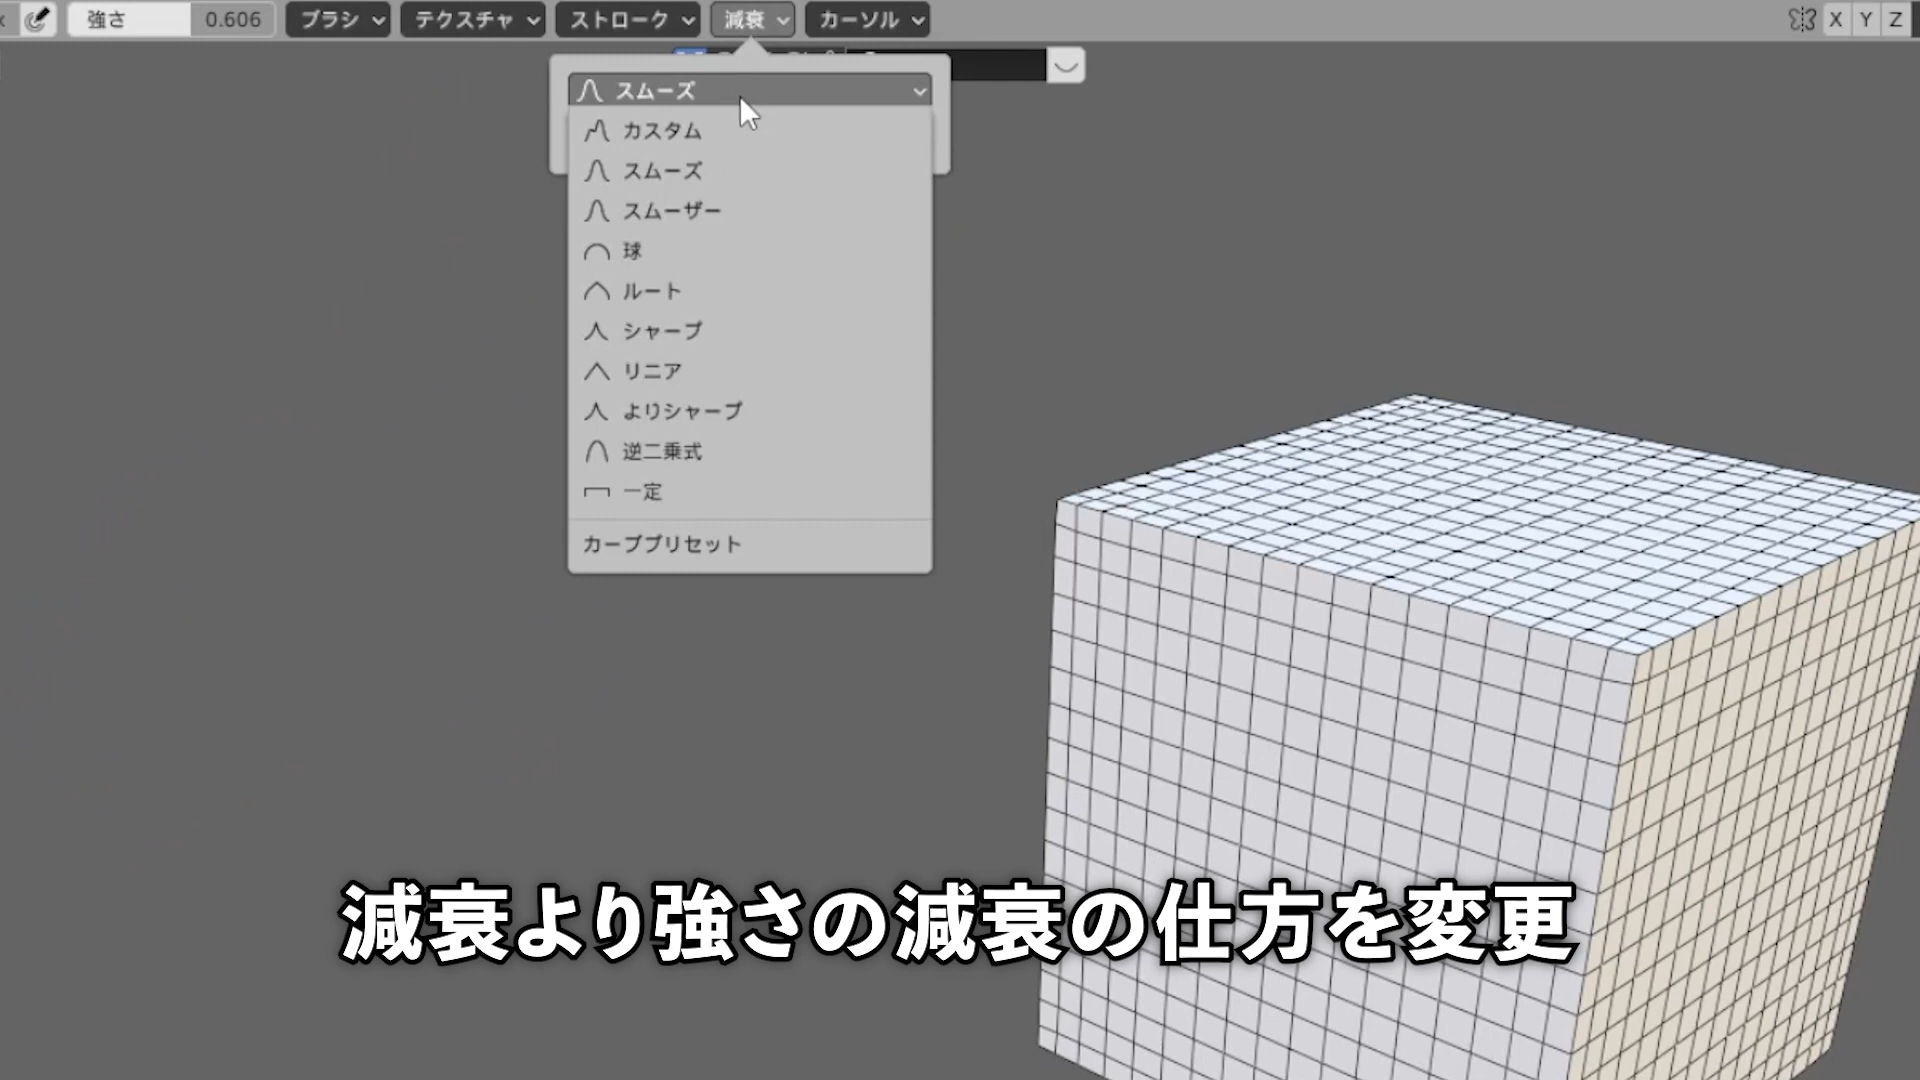 強さ 0.606 ブラシ テクスチャ ストローク 減衰 カーソル X Y Z
スムーズ
カスタム
スムーズ
スムーザー
球
ルート
シャープ
リニア
よりシャープ
逆二乗式
一定
カーブプリセット
減衰より強さの減衰の仕方を変更